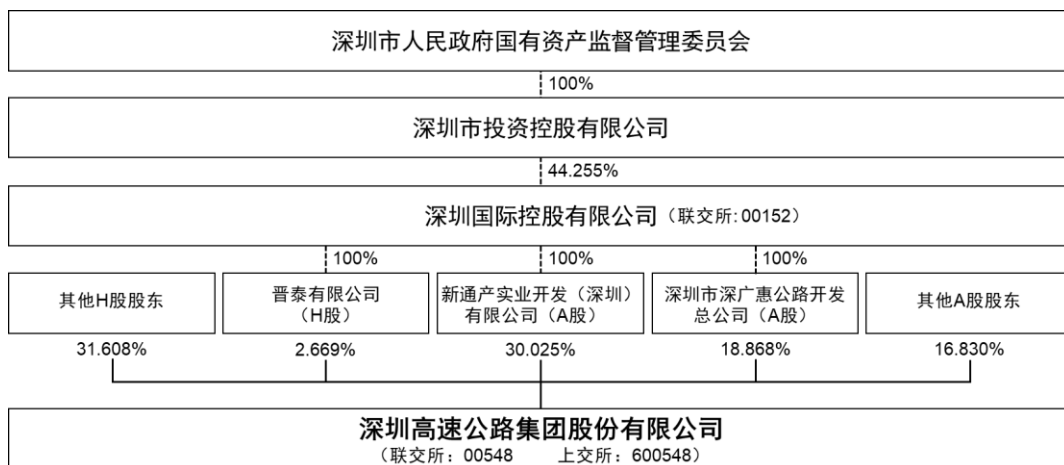 深圳市人民政府国有资产监督管理委员会
100%
深圳市投资控股有限公司
44.255%
深圳国际控股有限公司（联交所:00152）
100%
100%
100%
其他H股股东
晋泰有限公司
（H股）
新通产实业开发（深圳）
有限公司（A股）
深圳市深广惠公路开发
总公司（A股）
其他A股股东
31.608%
2.669%
30.025%
18.868%
16.830%
深圳高速公路集团股份有限公司
（联交所：00548 上交所：600548）